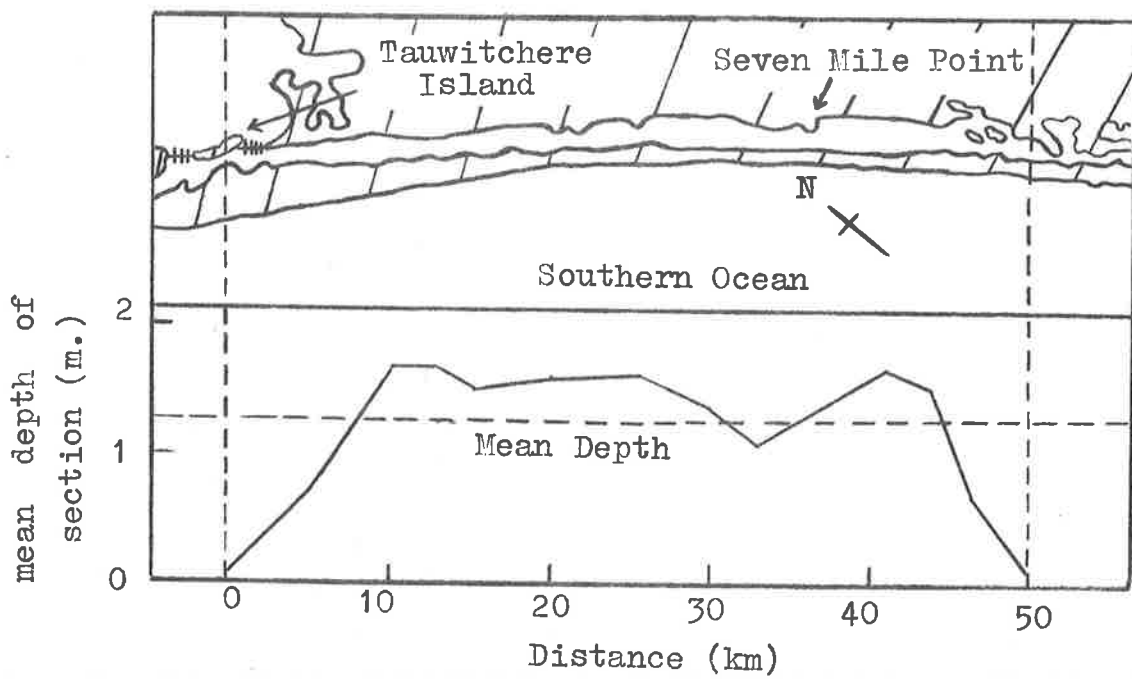 Tauwitchere
Island
Seven Mile Point
N
Southern Ocean
mean depth of
section (m.)
2
1
0
Mean Depth
0 10 20 30 40 50
Distance (km)